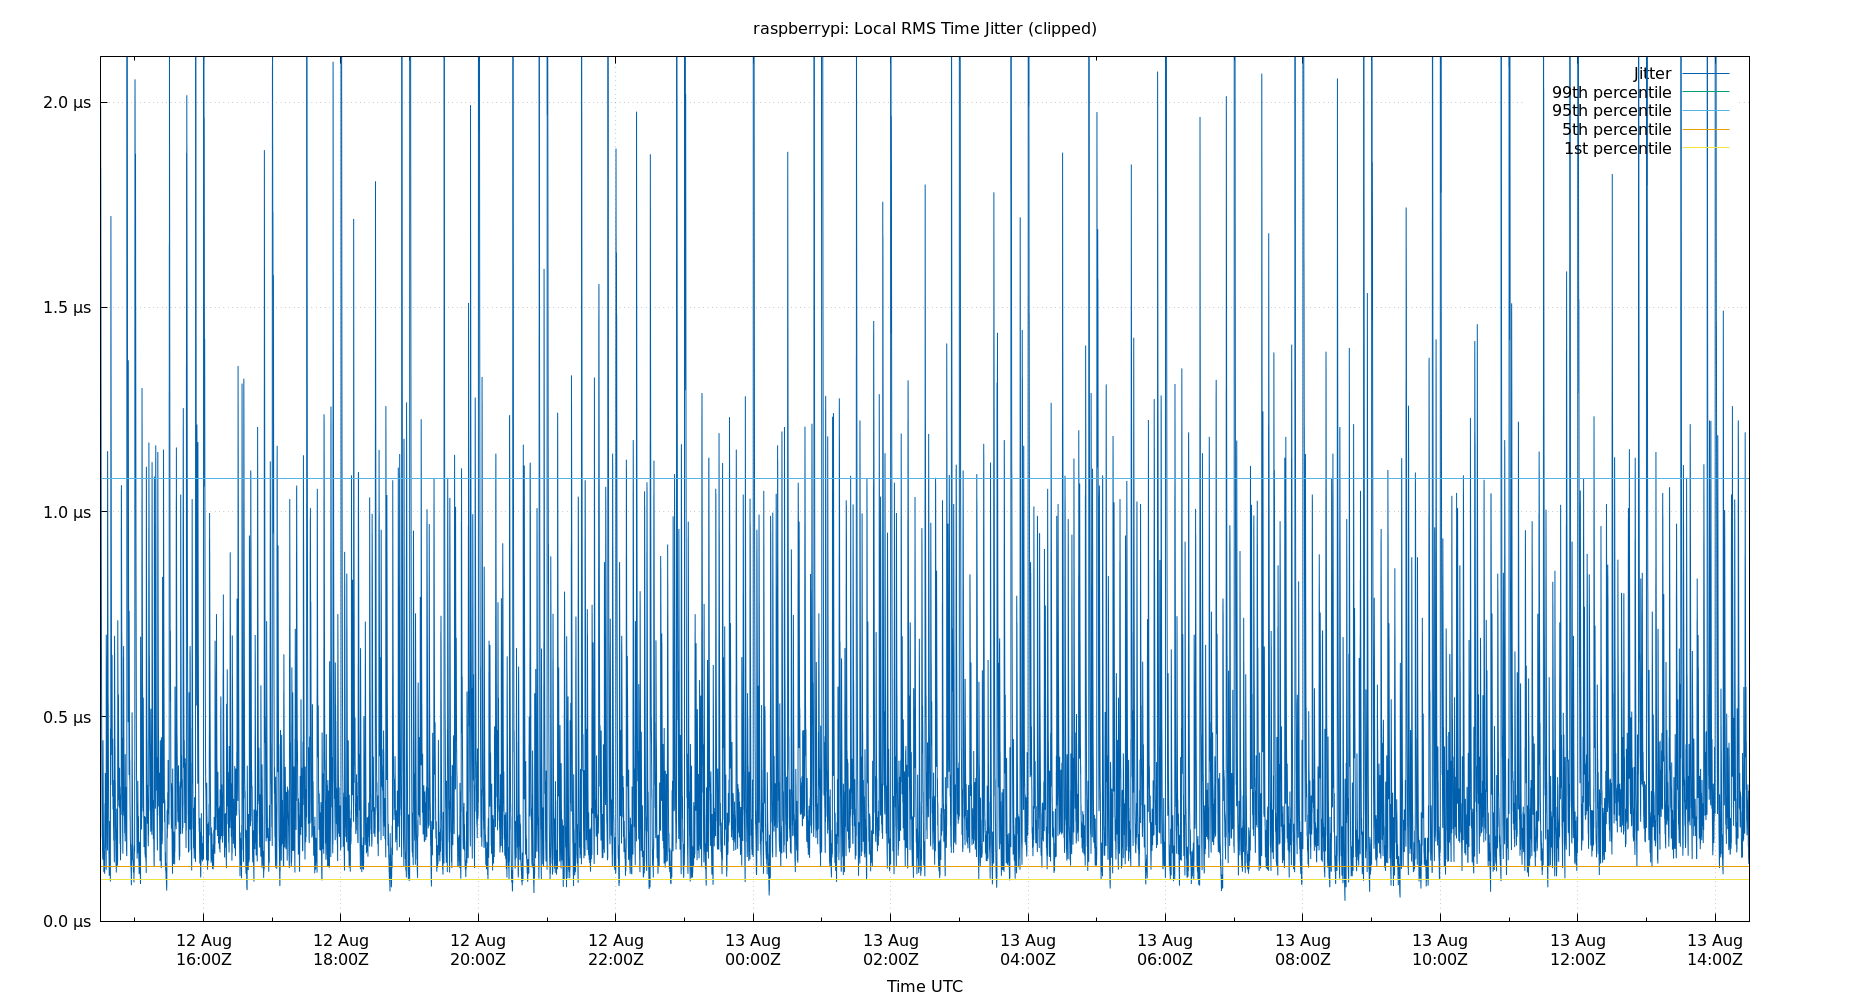 raspberrypi: Local RMS Time Jitter (clipped)
Jitter
99th percentile
95th percentile
5th percentile
1st percentile
2.0 µs
1.5 µs
1.0 µs
0.5 µs
0.0 µs
12 Aug 12 Aug 12 Aug 12 Aug 13 Aug 13 Aug 13 Aug 13 Aug 13 Aug 13 Aug 13 Aug 13 Aug
16:00Z 18:00Z 20:00Z 22:00Z 00:00Z 02:00Z 04:00Z 06:00Z 08:00Z 10:00Z 12:00Z 14:00Z
Time UTC